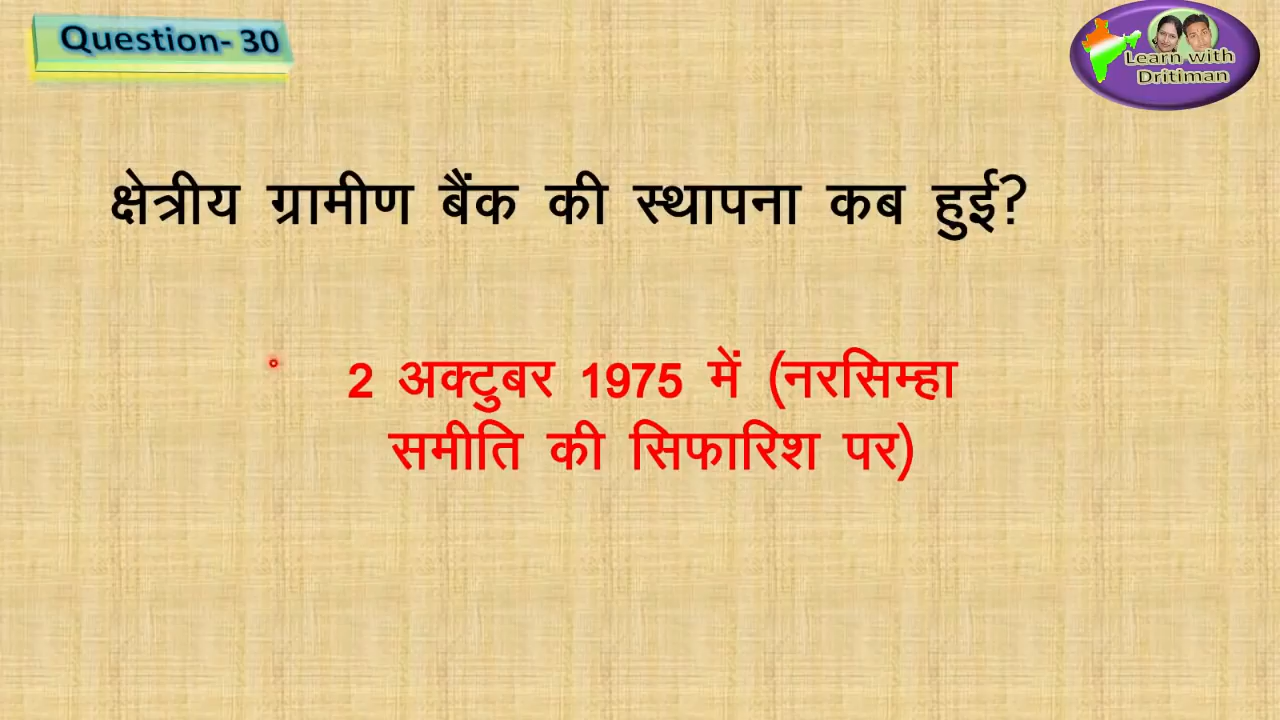 Question- 30
Learn with
Dritiman
क्षेत्रीय ग्रामीण बैंक की स्थापना कब हुई?
2 अक्टुबर 1975 में (नरसिम्हा
समीति की सिफारिश पर)